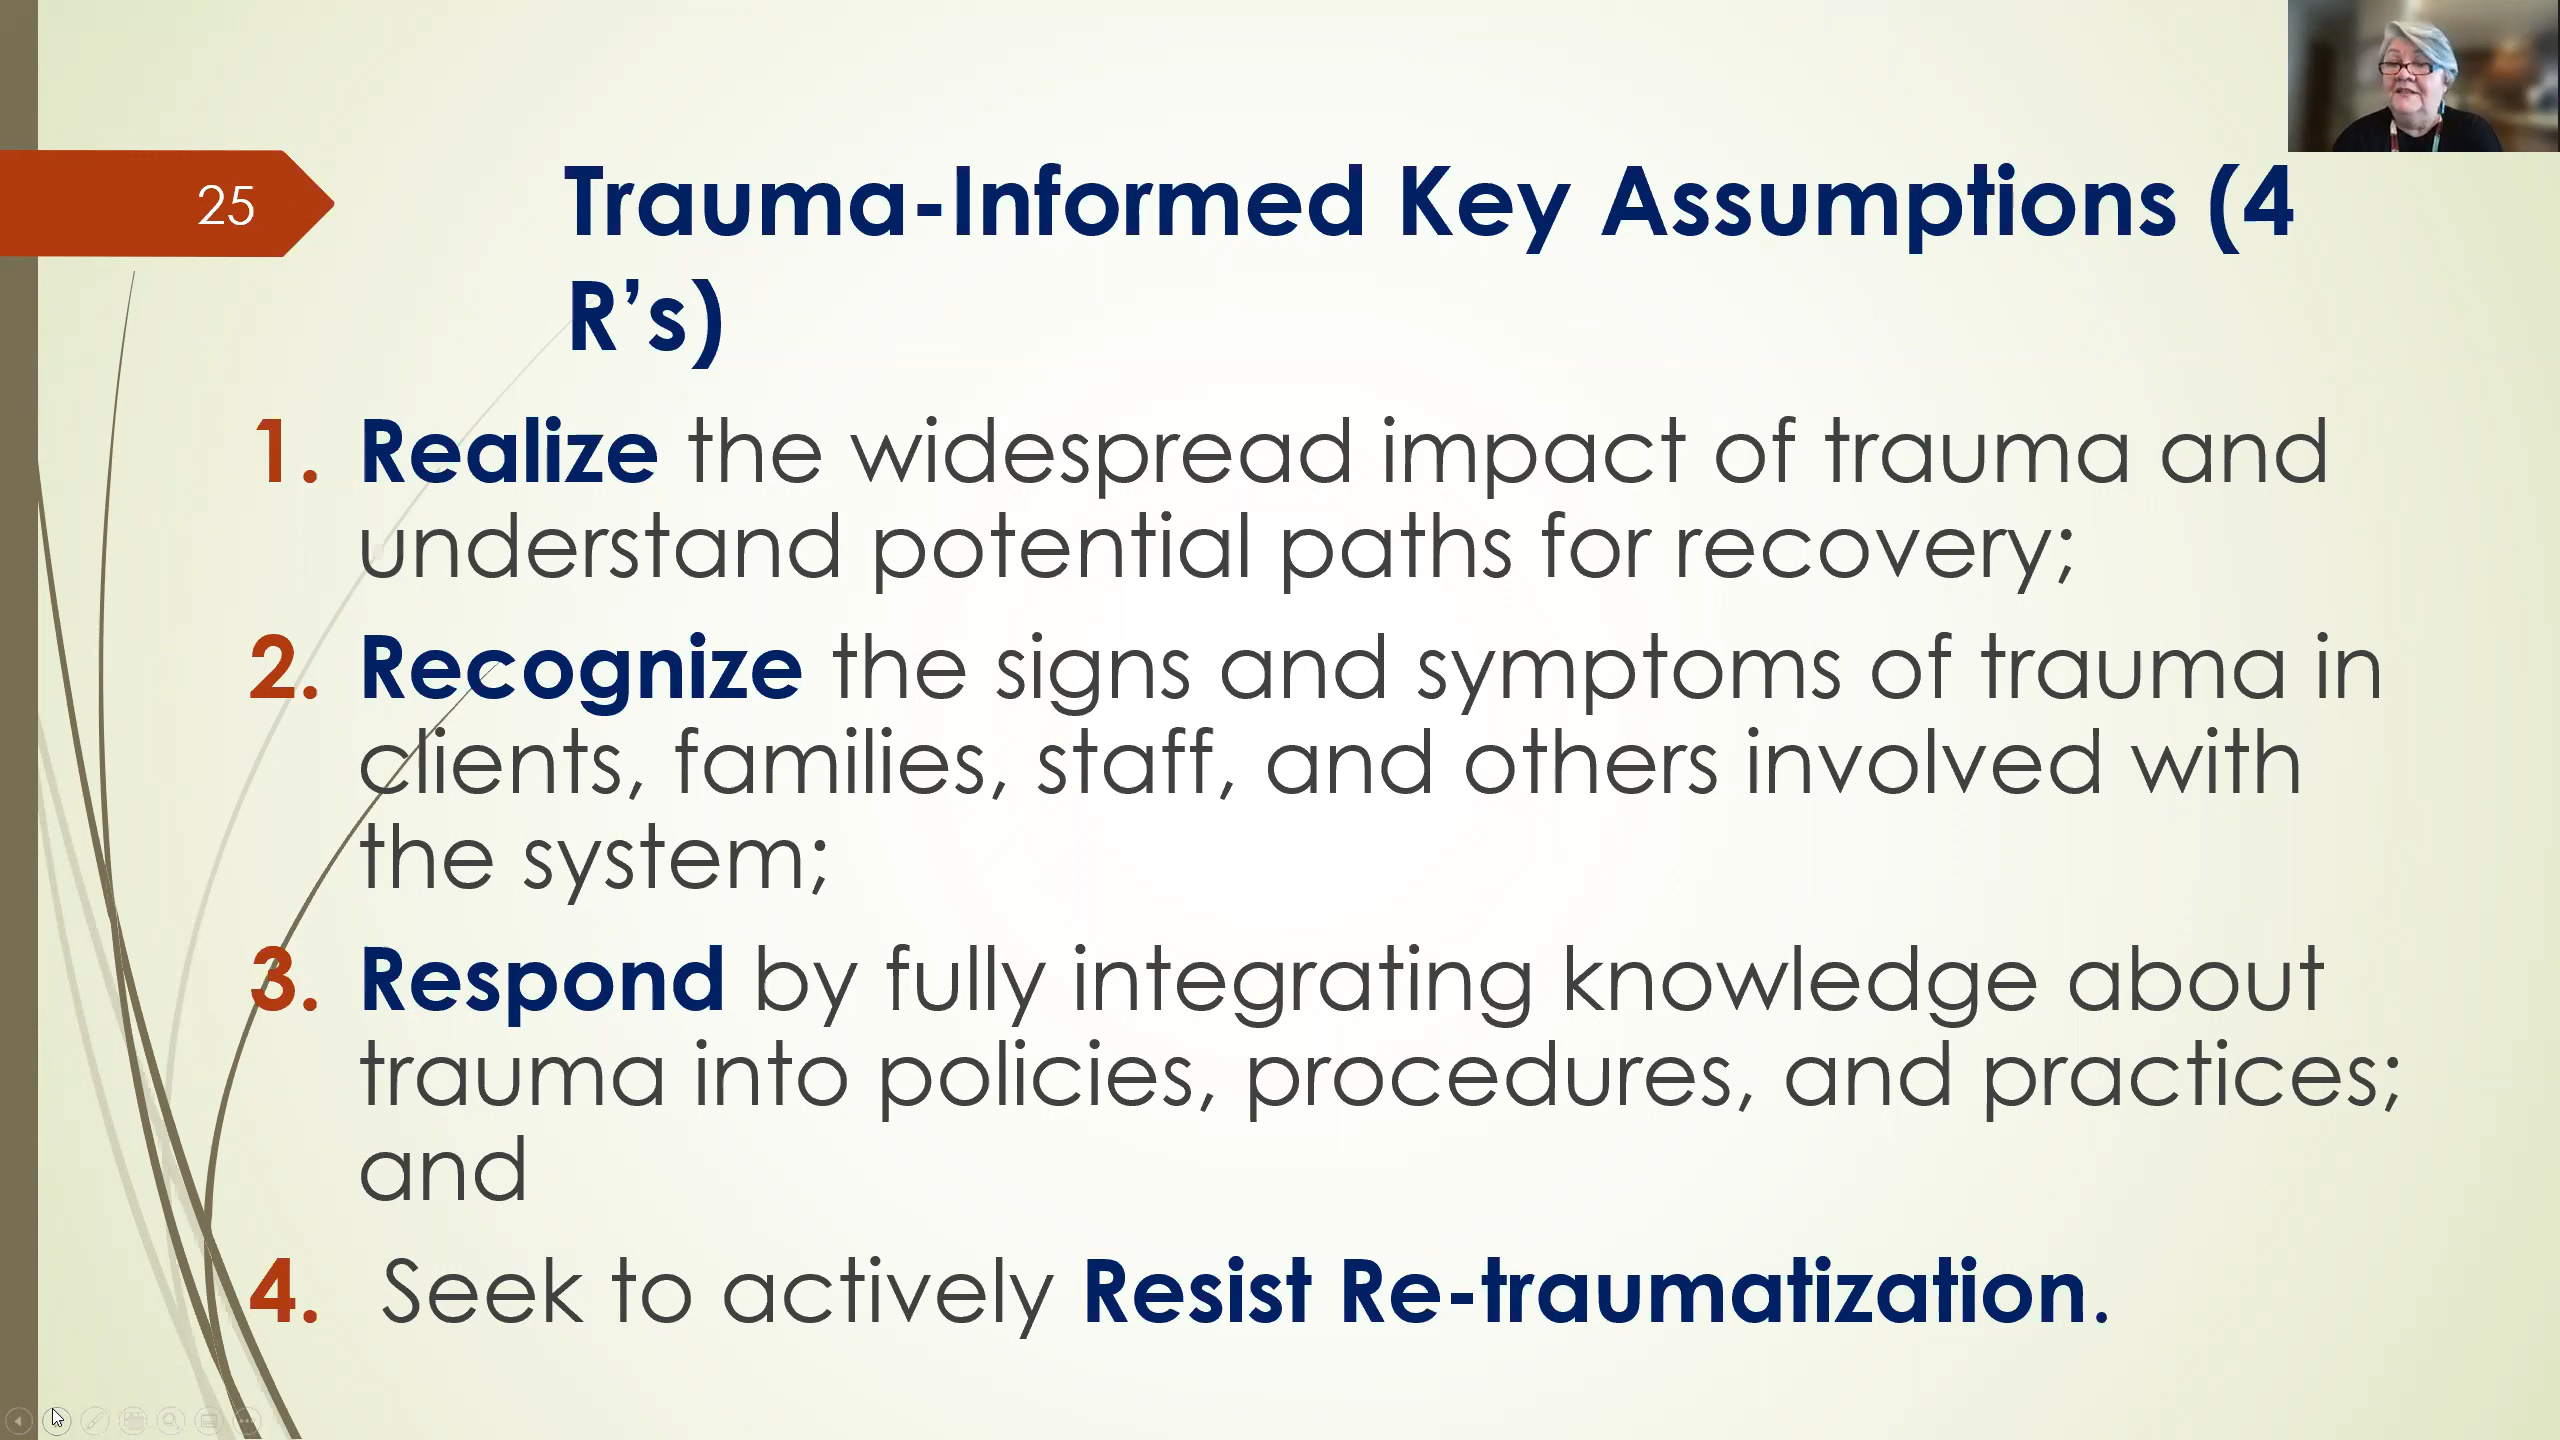 25
Trauma-Informed Key Assumptions (4
R’s)
1. Realize the widespread impact of trauma and
understand potential paths for recovery;
2. Recognize the signs and symptoms of trauma in
clients, families, staff, and others involved with
the system;
3. Respond by fully integrating knowledge about
trauma into policies, procedures, and practices;
and
4. Seek to actively Resist Re-traumatization.